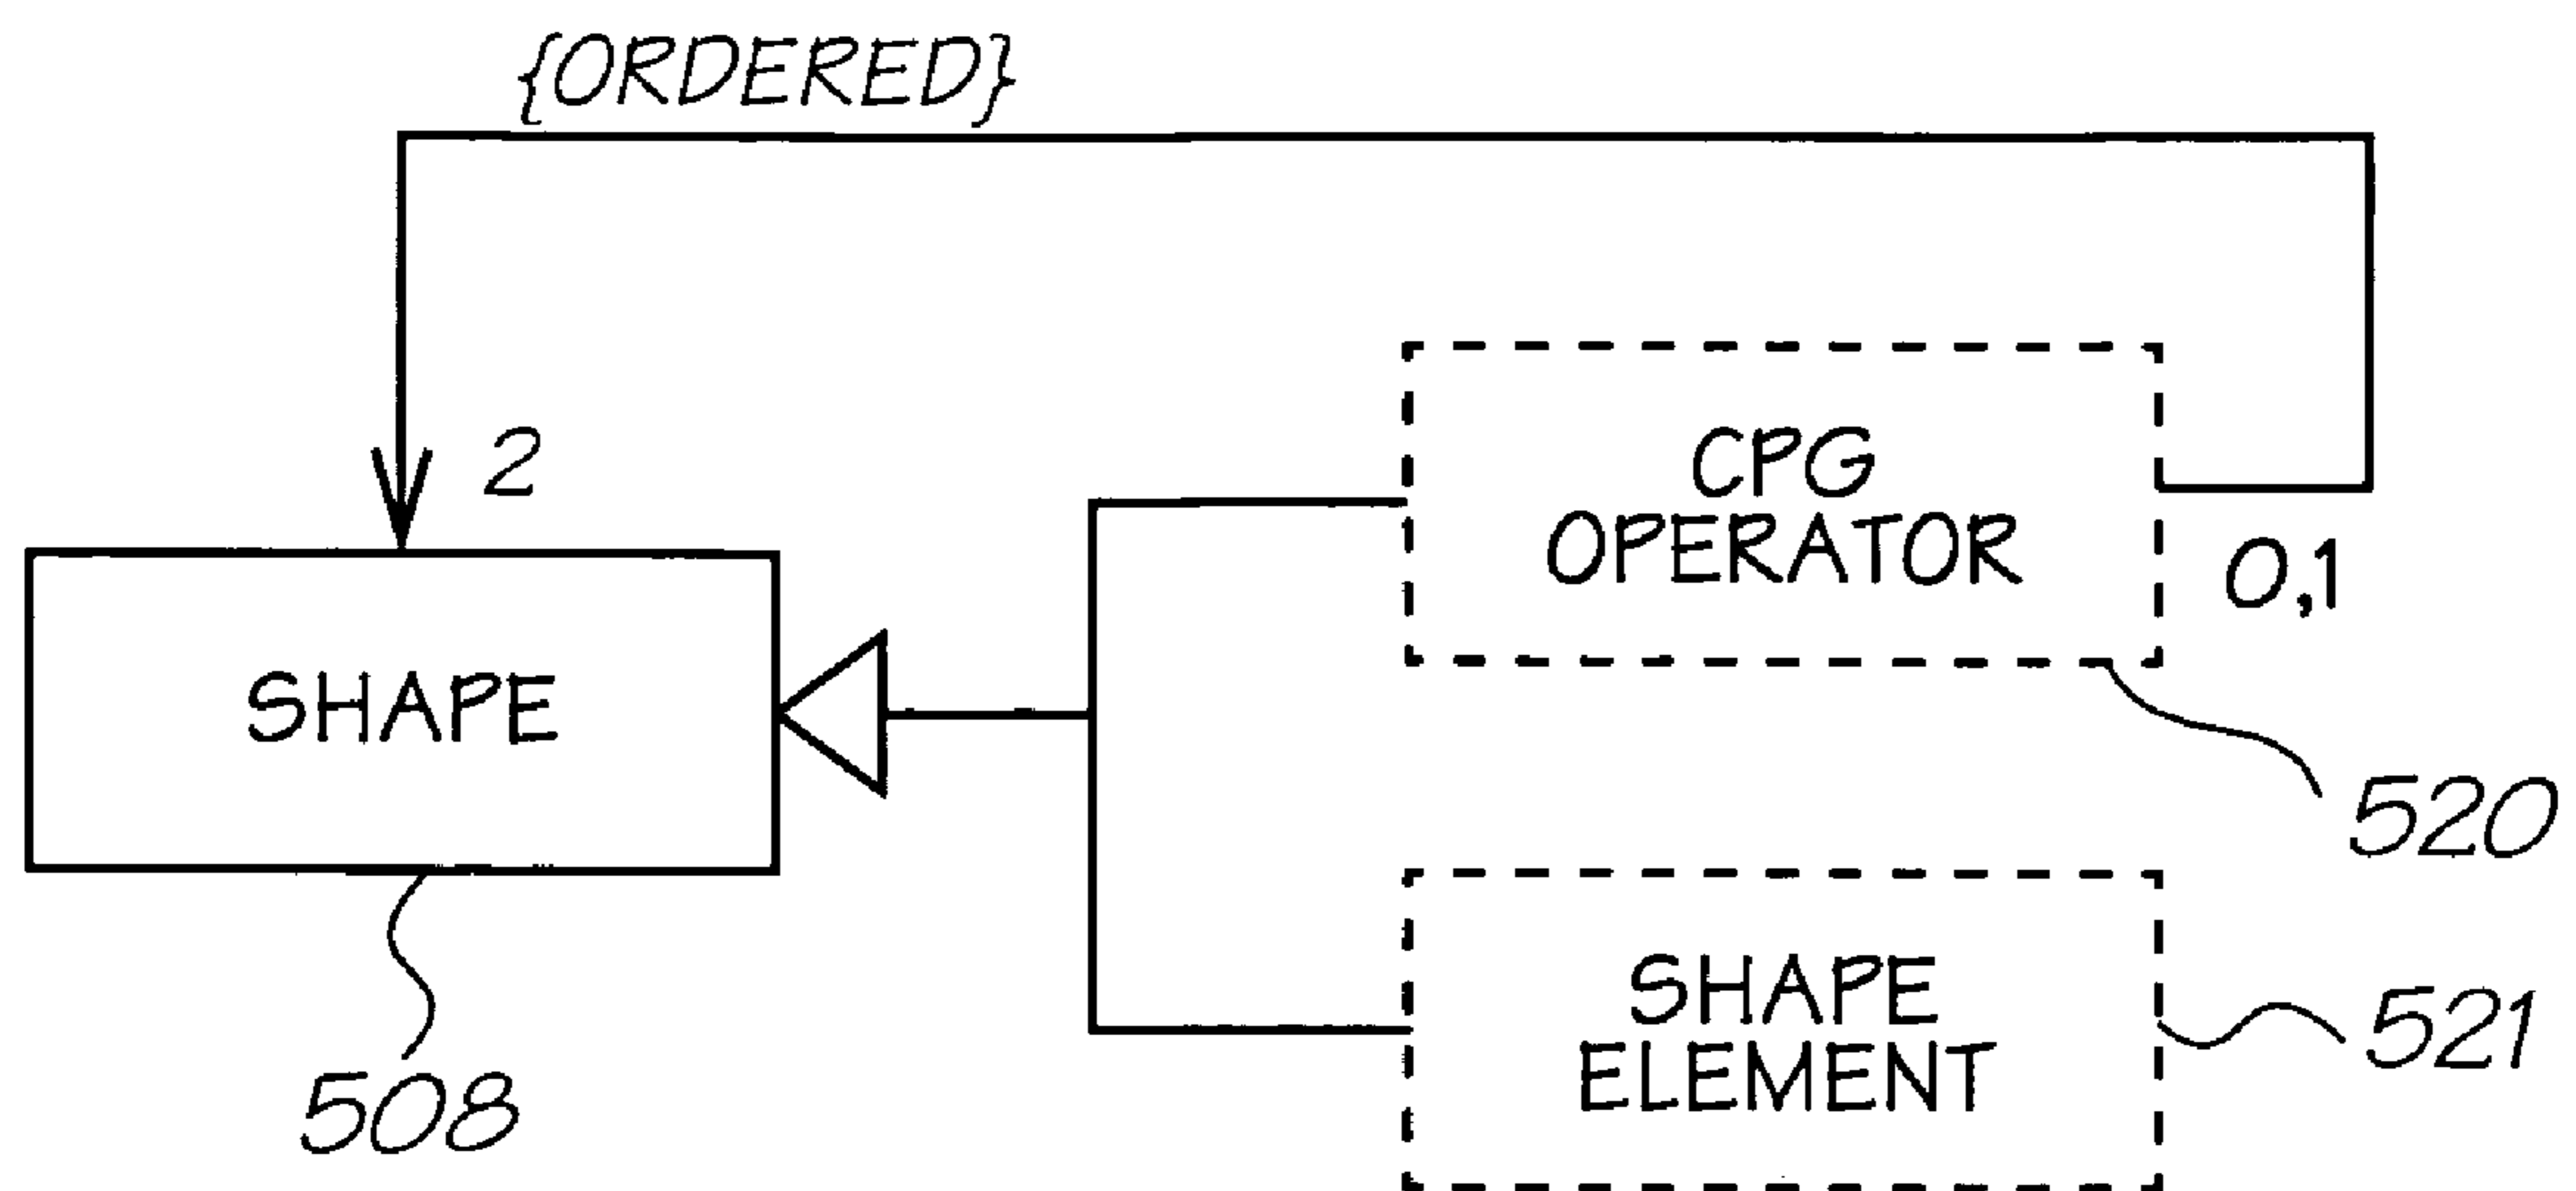 {ORDERED}
2
CPG
OPERATOR
0,1
SHAPE
520
SHAPE
ELEMENT
521
508